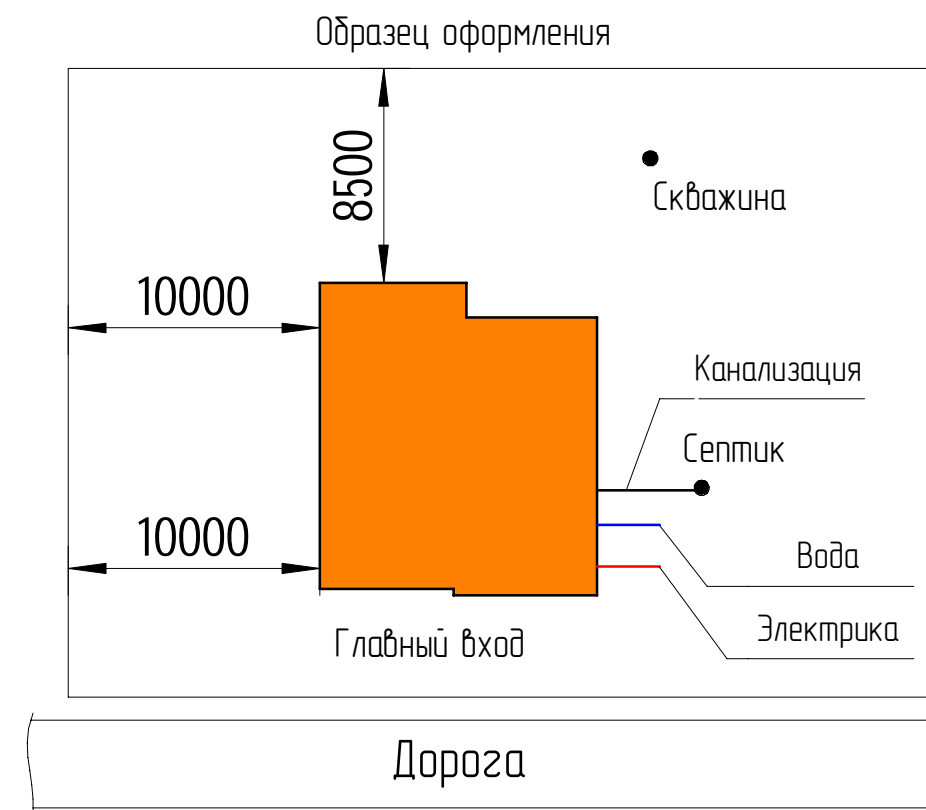 Образец оформления
8500
Скважина
10000
Канализация
Септик
10000
Вода
Электрика
Главный вход
Дорога